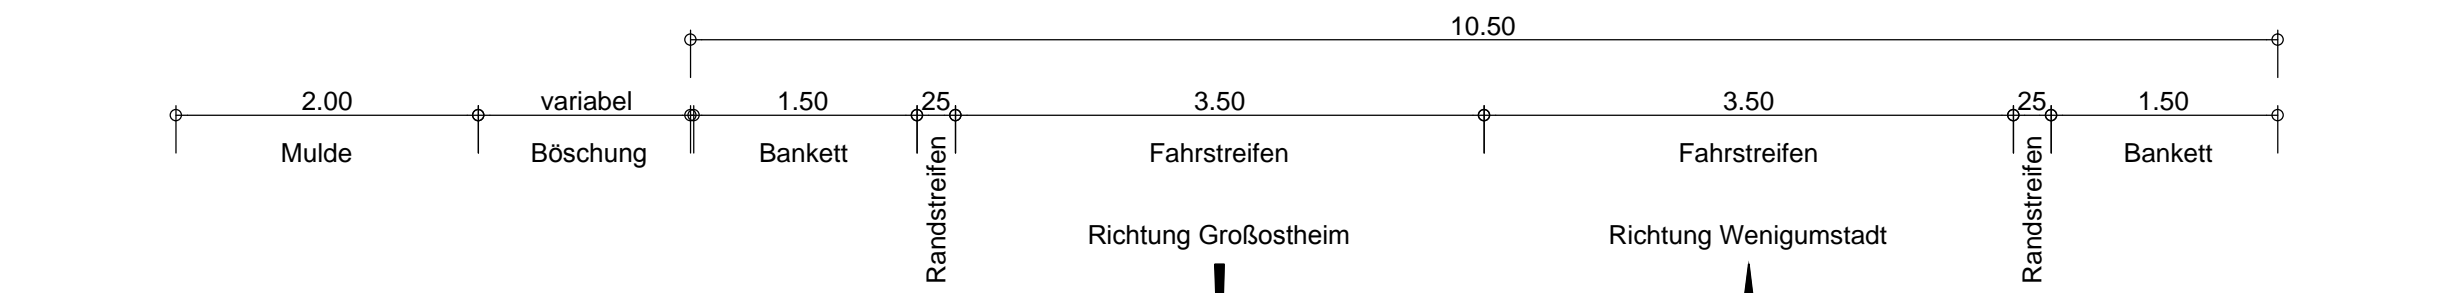 10.50
2.00 variabel 1.50 25 3.50 3.50 25 1.50
Mulde Böschung Bankett Randstreifen Fahrstreifen Fahrstreifen Randstreifen Bankett
Richtung Großostheim Richtung Wenigumstadt